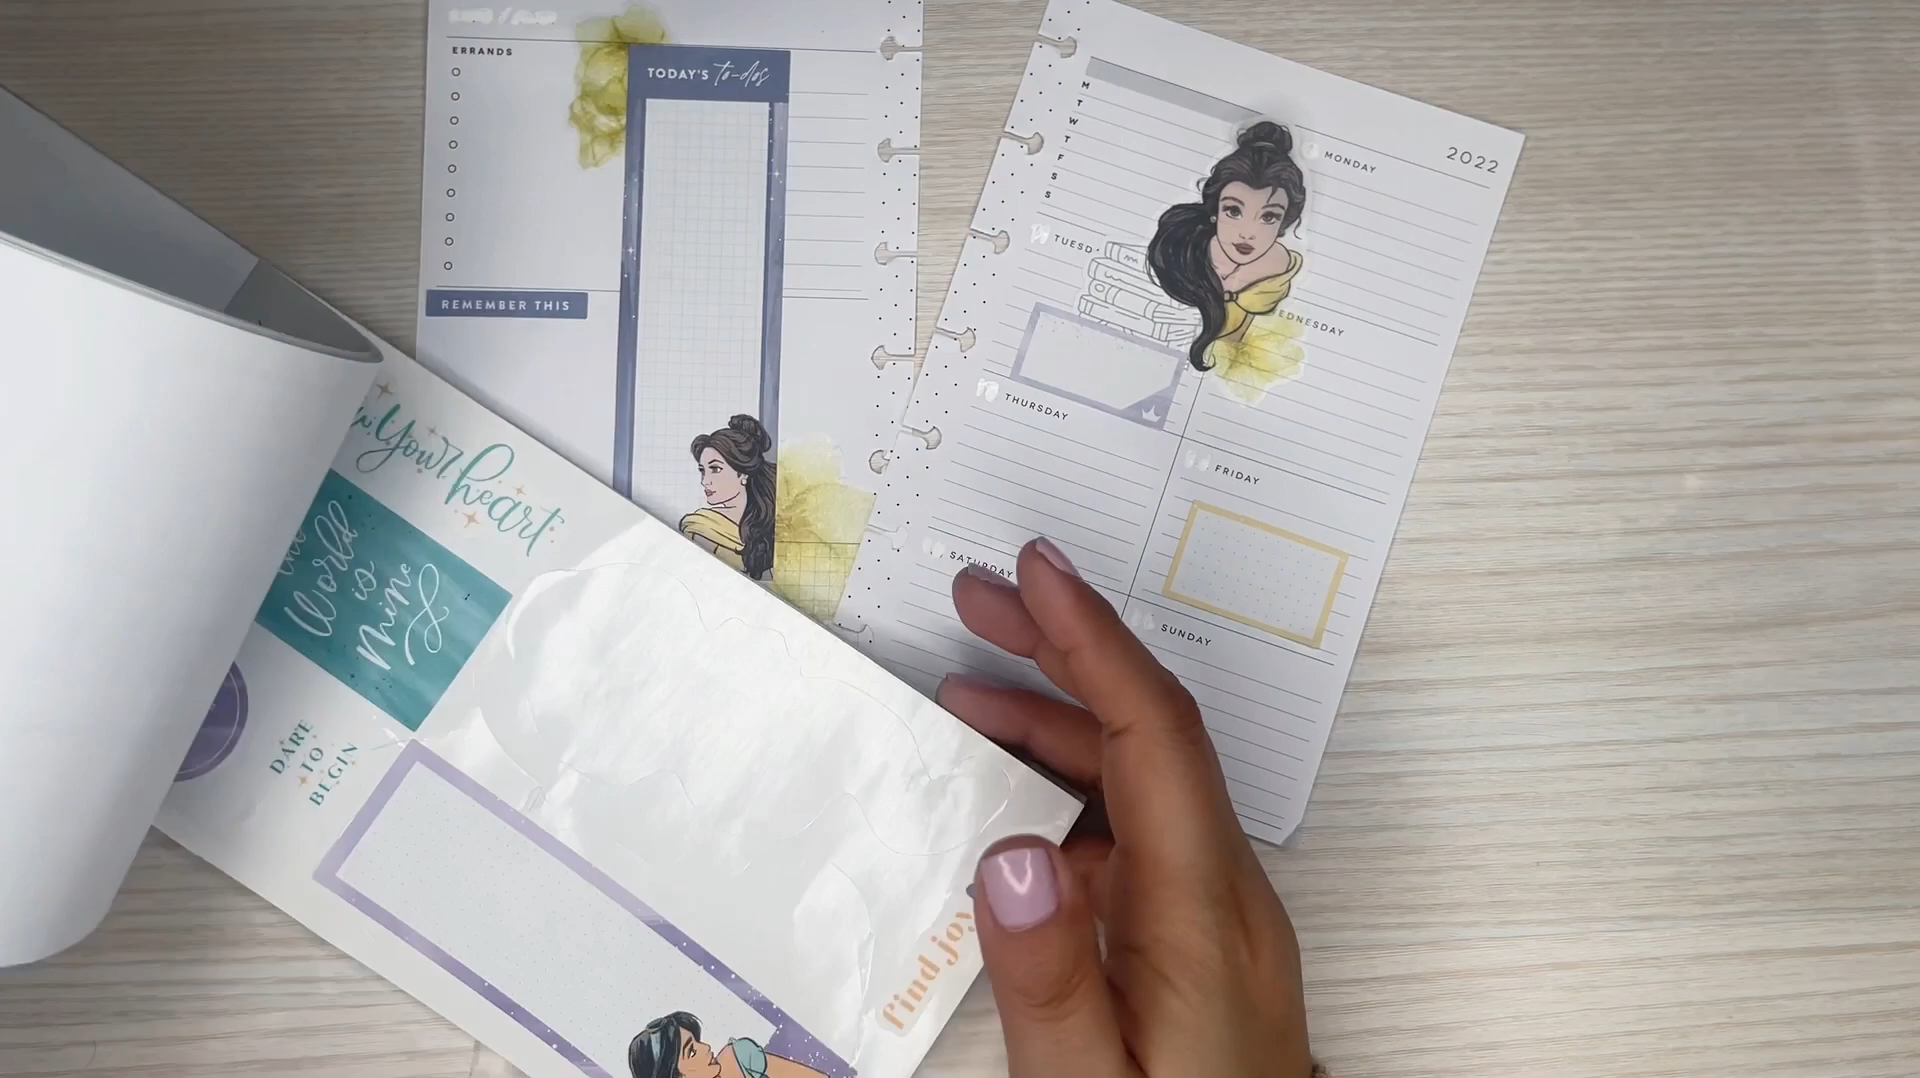 ERRANDS
TODAY'S to-dos
REMEMBER THIS
2022
M
T
W
T
F
S
S
MONDAY
TUESD
EDNESDAY
THURSDAY
FRIDAY
SATURDAY
SUNDAY
Your heart
the
World
is
Mine
DARE
TO
BEGIN
find joy